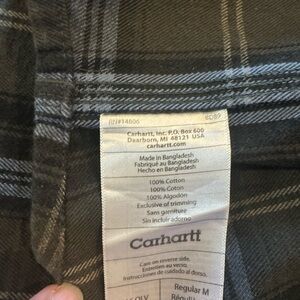 RN#14806
Carhartt, Inc. P.O. Box 600
Dearborn, MI 48121 USA
carhartt.com
Made in Bangladesh
Fabriqué au Bangladesh
Hecho en Bangladesh
100% Cotton
100% Coton
100% Algodón
Exclusive of trimming
Sans garniture
Sin incluir adorno
Carhartt
Care on reverse side.
Entretien au verso.
Instrucciones de cuidado al dorso.
Regular M